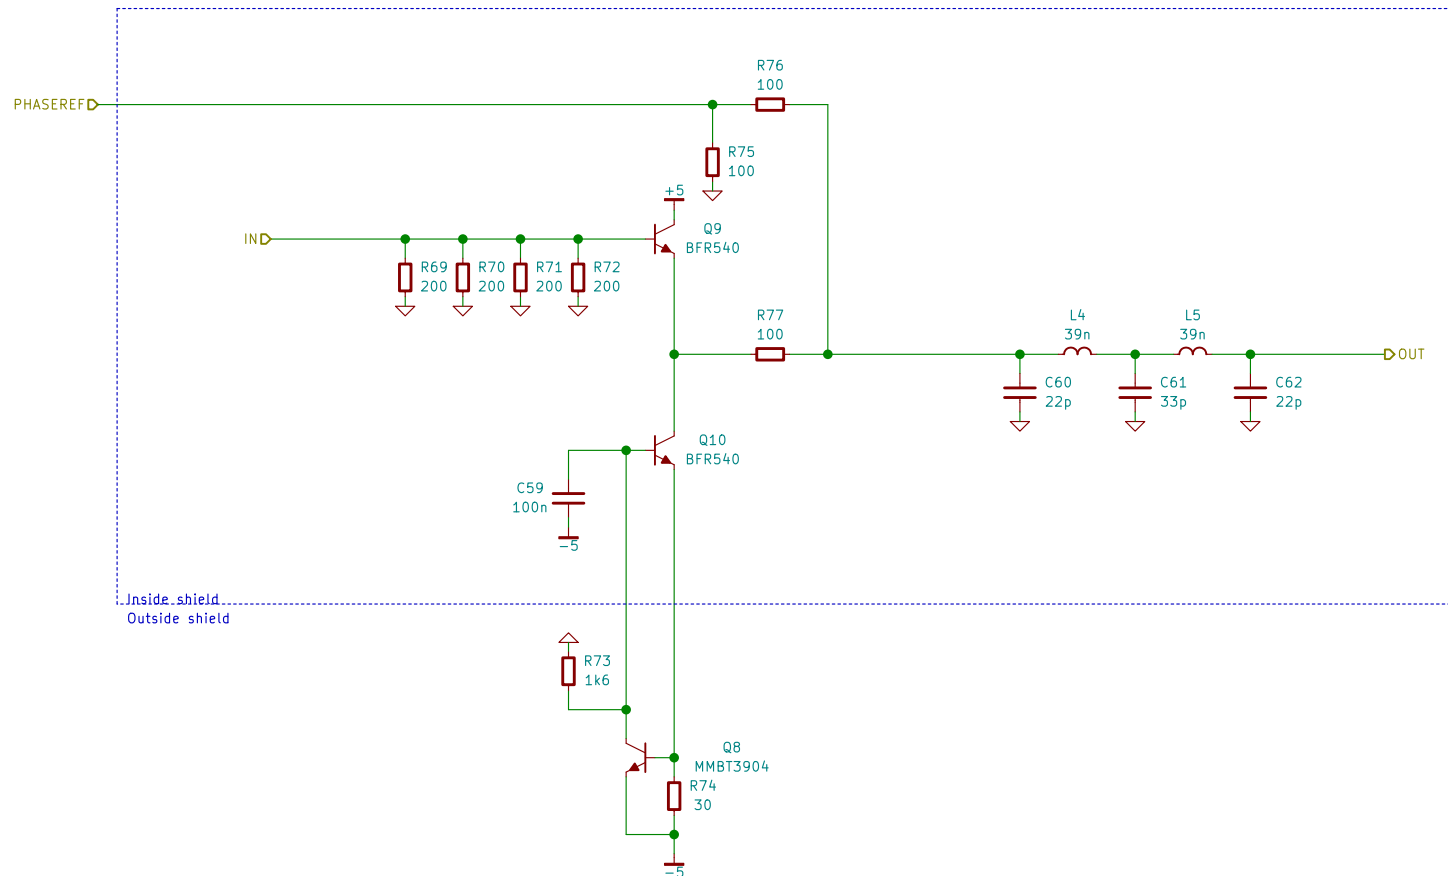 R76
100
PHASEREF
R75
100
+5
Q9
BFR540
IN
R69
200
R70
200
R71
200
R72
200
R77
100
L4
39n
L5
39n
OUT
C60
22p
C61
33p
C62
22p
Q10
BFR540
C59
100n
-5
Inside shield
Outside shield
R73
1k6
Q8
MMBT3904
R74
30
-5